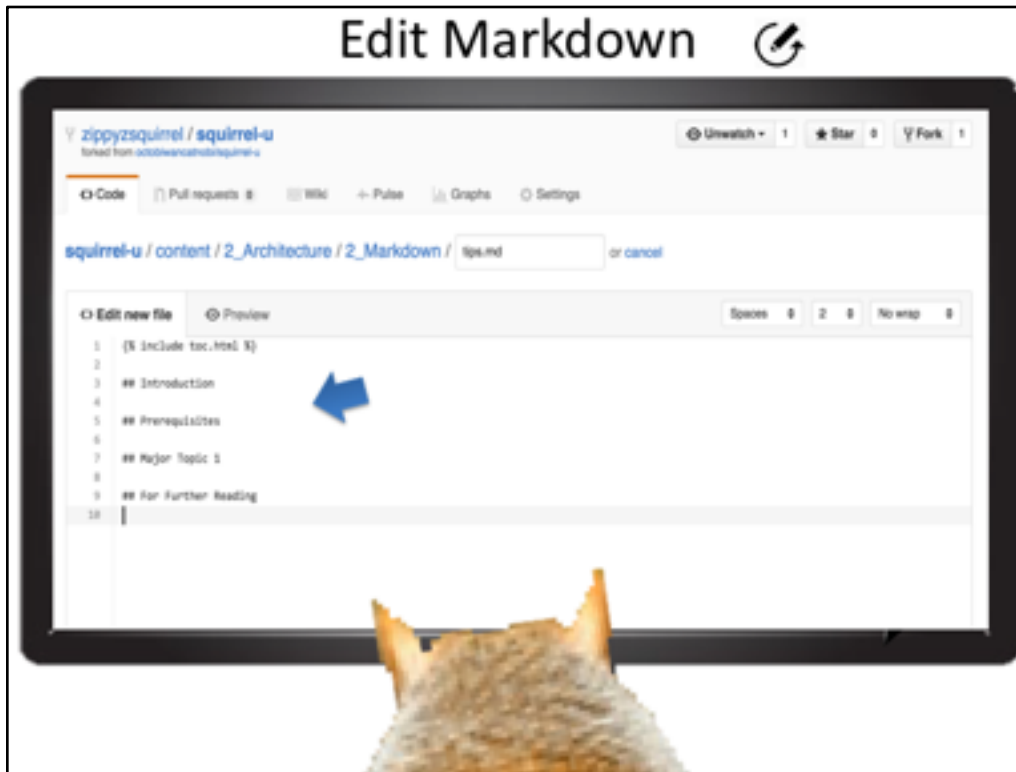 Edit Markdown
zippyzsquirrel / squirrel-u
Unwatch 1 Star 0 Fork 1
forked from
Code Pull requests 0 Wiki Pulse Graphs Settings
squirrel-u / content / 2_Architecture / 2_Markdown / tips.md or cancel
Edit new file Preview Spaces 2 No wrap
1 {% include toc.html %}
2
3 ## Introduction
4
5 ## Prerequisites
6
7 ## Major Topic 1
8
9 ## For Further Reading
10